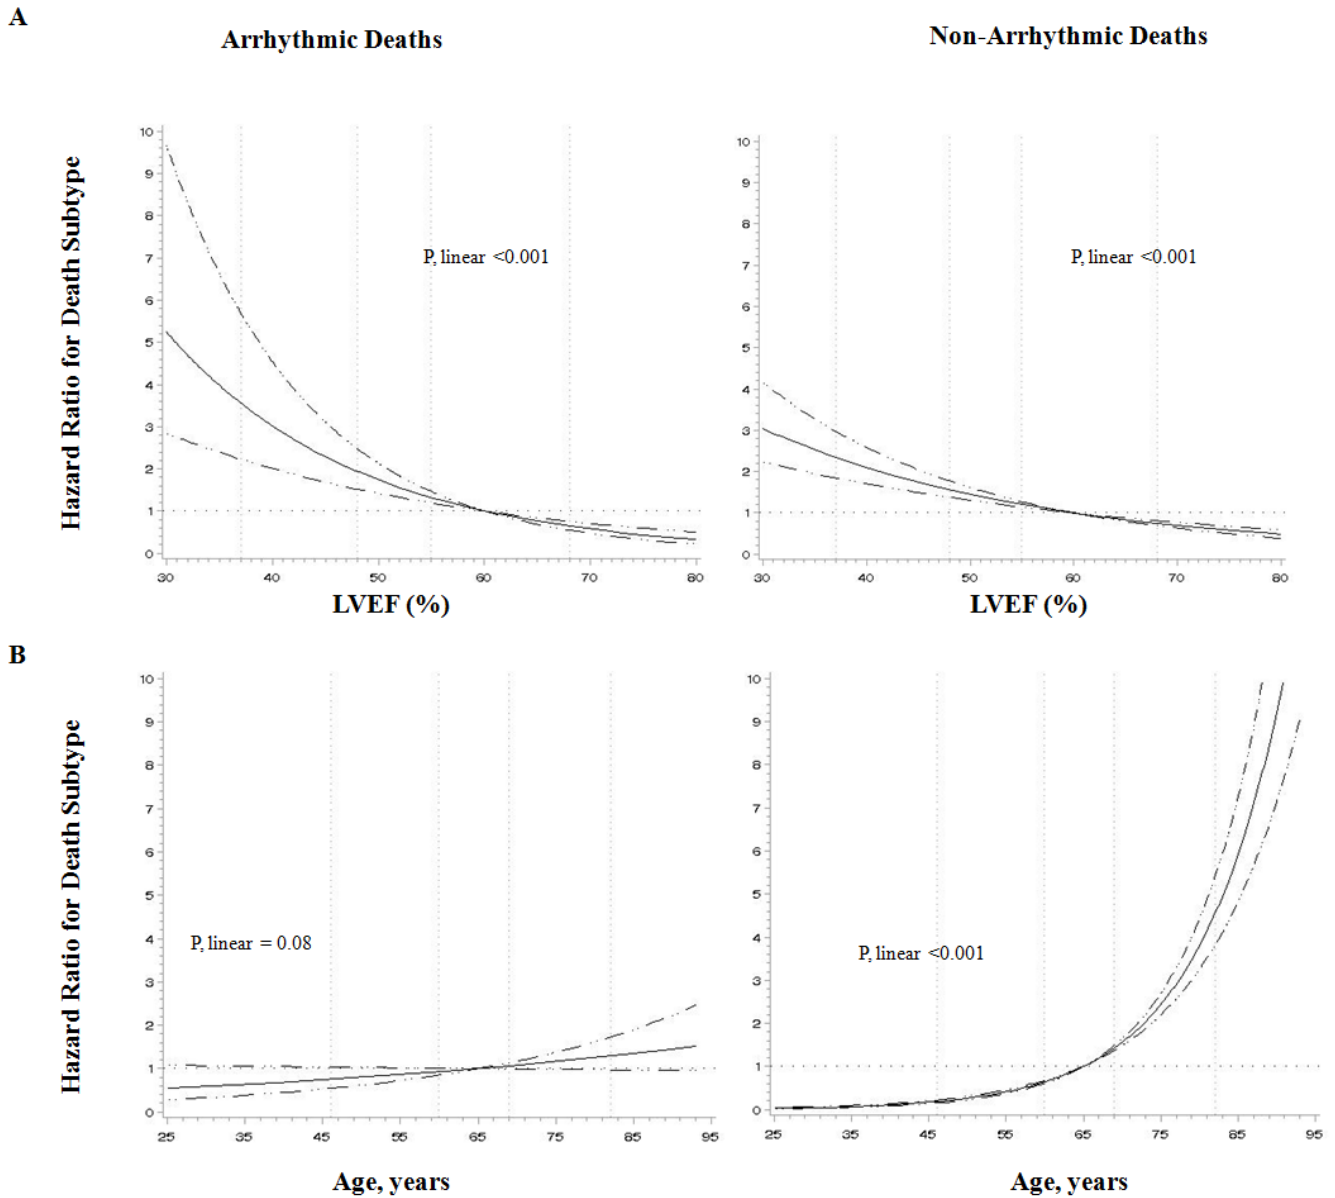 A
Arrhythmic Deaths
Non-Arrhythmic Deaths
Hazard Ratio for Death Subtype
10
9
8
7
6
5
4
3
2
1
0
P, linear <0.001
30 40 50 60 70 80
LVEF (%)
10
9
8
7
6
5
4
3
2
1
0
P, linear <0.001
30 40 50 60 70 80
LVEF (%)
B
Hazard Ratio for Death Subtype
10
9
8
7
6
5
4
3
2
1
0
P, linear = 0.08
25 35 45 55 65 75 85 95
Age, years
10
9
8
7
6
5
4
3
2
1
0
P, linear <0.001
25 35 45 55 65 75 85 95
Age, years